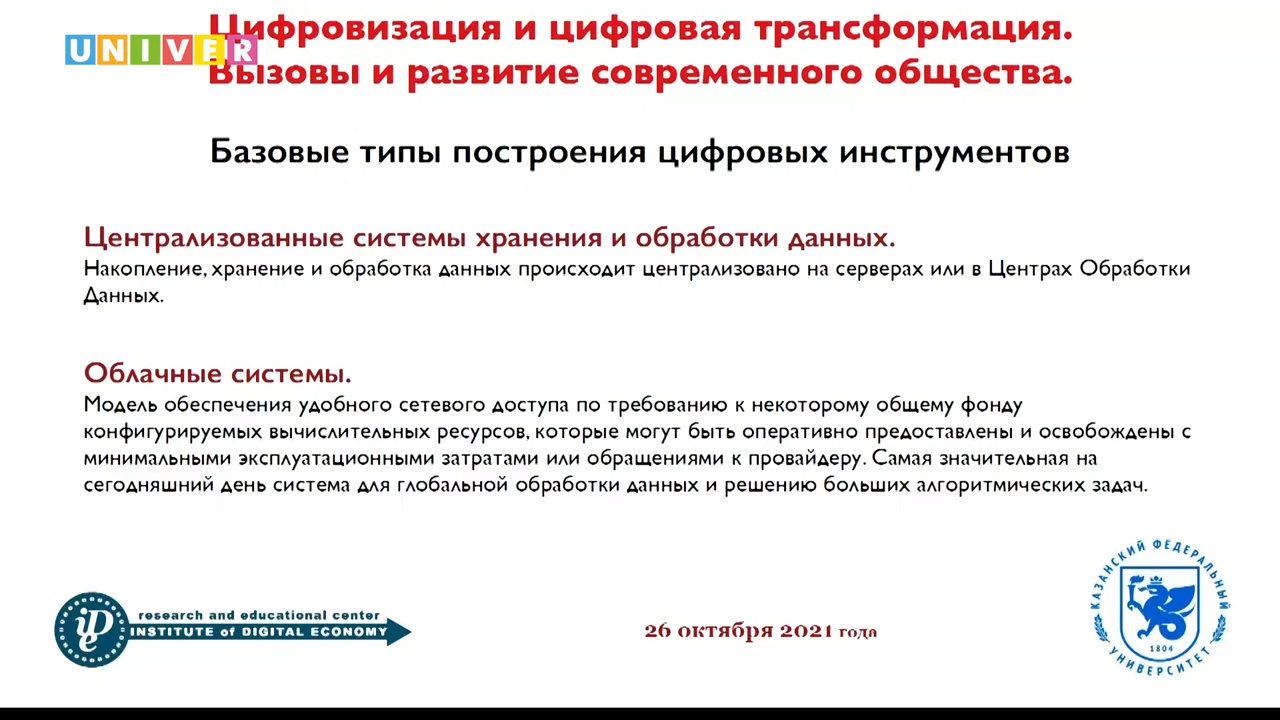 Цифровизация и цифровая трансформация.
UNIVER
Вызовы и развитие современного общества.
Базовые типы построения цифровых инструментов
Централизованные системы хранения и обработки данных.
Накопление, хранение и обработка данных происходит централизовано на серверах или в Центрах Обработки
Данных.
Облачные системы.
Модель обеспечения удобного сетевого доступа по требованию к некоторому общему фонду
конфигурируемых вычислительных ресурсов, которые могут быть оперативно предоставлены и освобождены с
минимальными эксплуатационными затратами или обращениями к провайдеру. Самая значительная на
сегодняшний день система для глобальной обработки данных и решению больших алгоритмических задач.
ipe
research and educational center
INSTITUTE of DIGITAL ECONOMY
26 октября 2021 года
КАЗАНСКИЙ ФЕДЕРАЛЬНЫЙ
1804
УНИВЕРСИТЕТ